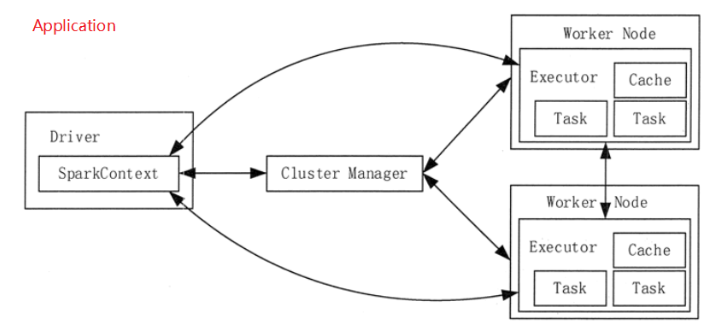 Application
Worker Node
Executor
Cache
Task
Task
Driver
SparkContext
Cluster Manager
Worker Node
Executor
Cache
Task
Task